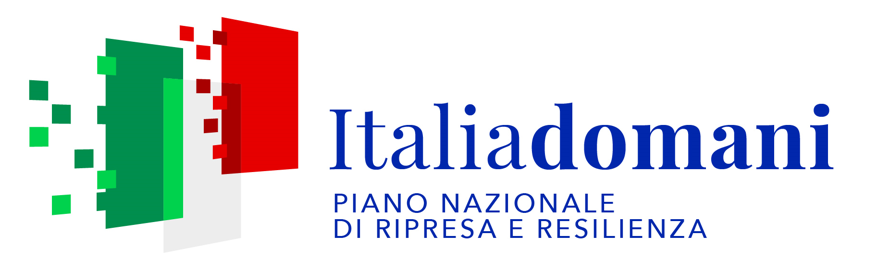 Italiadomani
PIANO NAZIONALE
DI RIPRESA E RESILIENZA